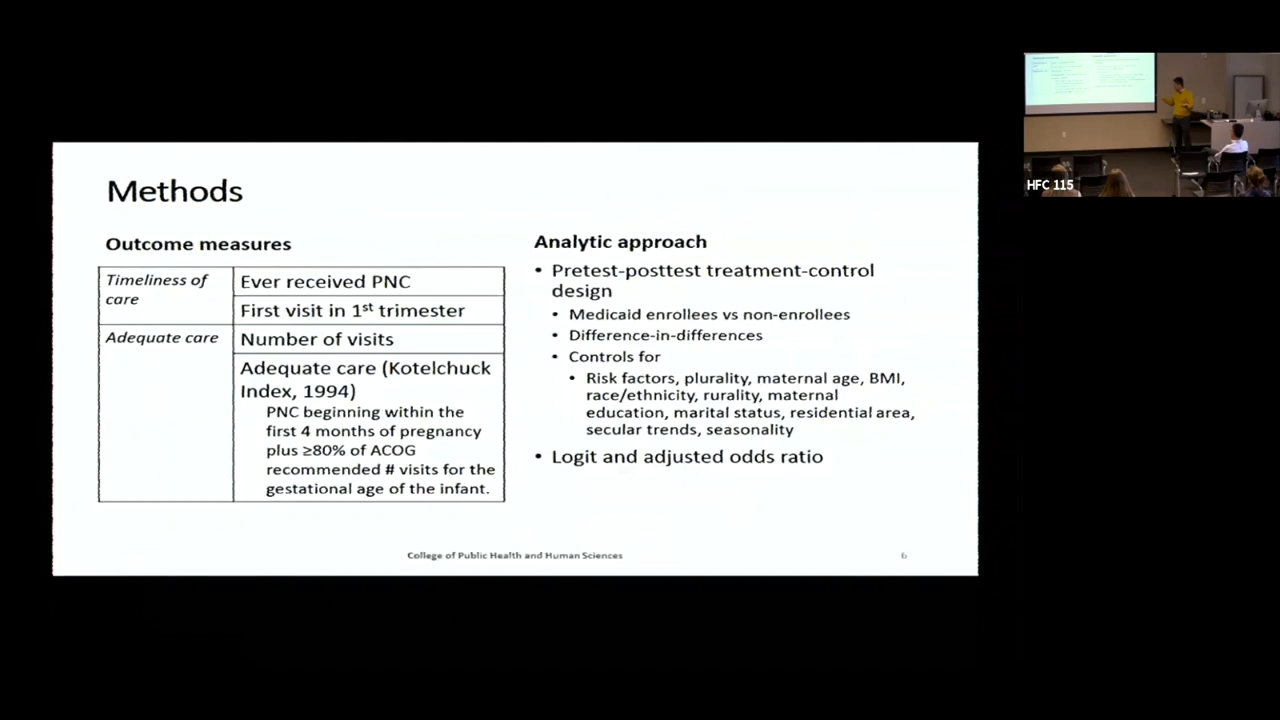 Methods
Outcome measures
Timeliness of
care
Ever received PNC
First visit in 1st trimester
Adequate care
Number of visits
Adequate care (Kotelchuck
Index, 1994)
PNC beginning within the
first 4 months of pregnancy
plus ≥80% of ACOG
recommended # visits for the
gestational age of the infant.
Analytic approach
• Pretest-posttest treatment-control
design
• Medicaid enrollees vs non-enrollees
• Difference-in-differences
• Controls for
• Risk factors, plurality, maternal age, BMI,
race/ethnicity, rurality, maternal
education, marital status, residential area,
secular trends, seasonality
• Logit and adjusted odds ratio
College of Public Health and Human Sciences
6
HFC 115